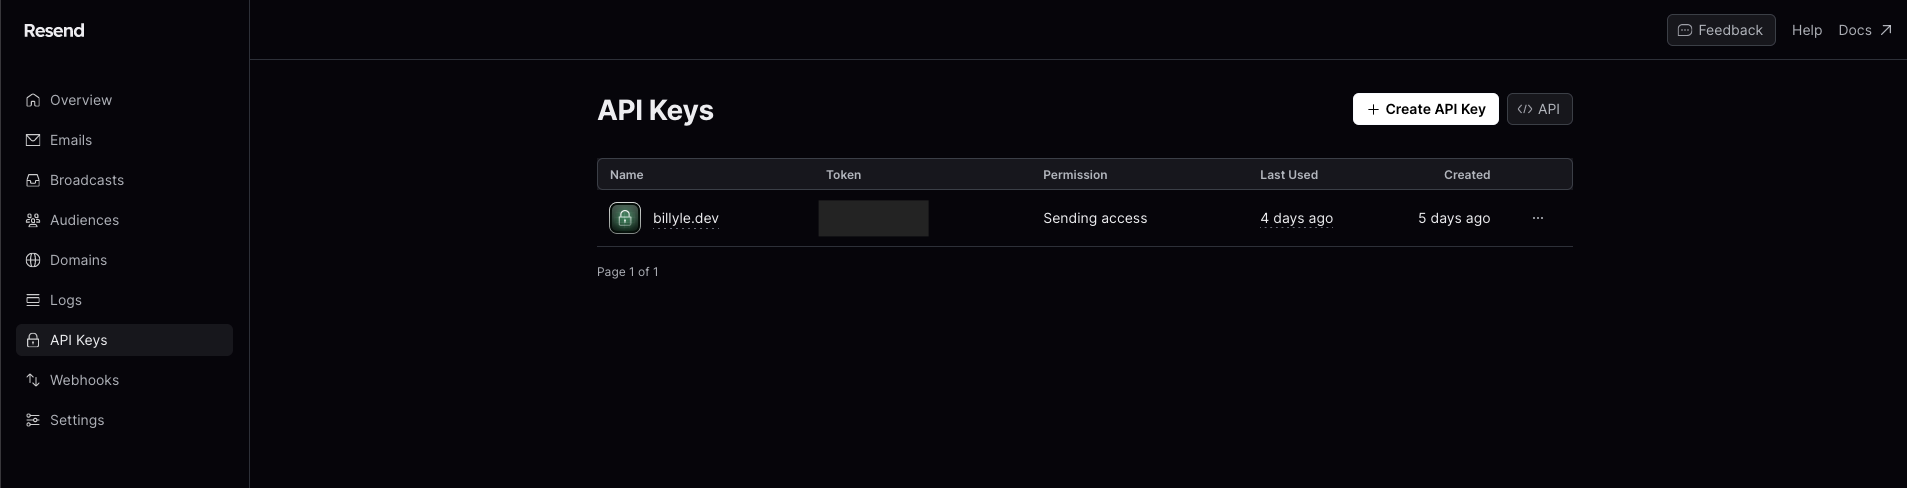 Resend
Feedback Help Docs
Overview
Emails
Broadcasts
Audiences
Domains
Logs
API Keys
Webhooks
Settings
API Keys
+ Create API Key
</> API
Name Token Permission Last Used Created
billyle.dev Sending access 4 days ago 5 days ago ...
Page 1 of 1